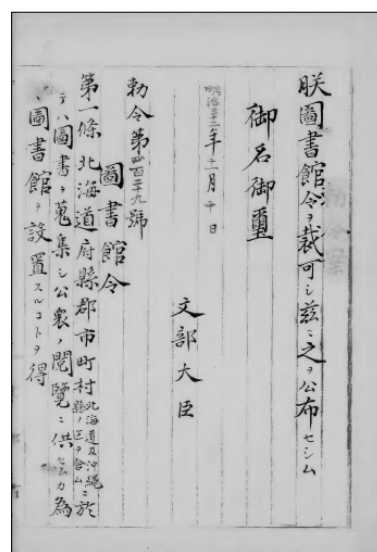 朕圖書館令ヲ裁可シ茲ニ之ヲ公布セシム
御名御璽
明治三十二年十一月十日
文部大臣
勅令第四百二十九號
圖書館令
第一條 北海道府縣郡市町村北海道及沖縄縣ノ區ヲ含ムニ於
テハ圖書ヲ蒐集シ公衆ノ閱覽ニ供セムカ為
メ圖書館ヲ設置スルコトヲ得